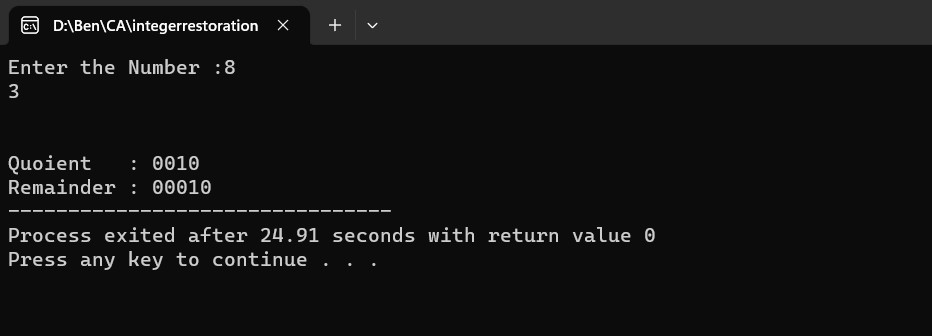 D:\Ben\CA\integerrestoration
Enter the Number :8
3
Quoient : 0010
Remainder : 00010
--------------------------------
Process exited after 24.91 seconds with return value 0
Press any key to continue . . .